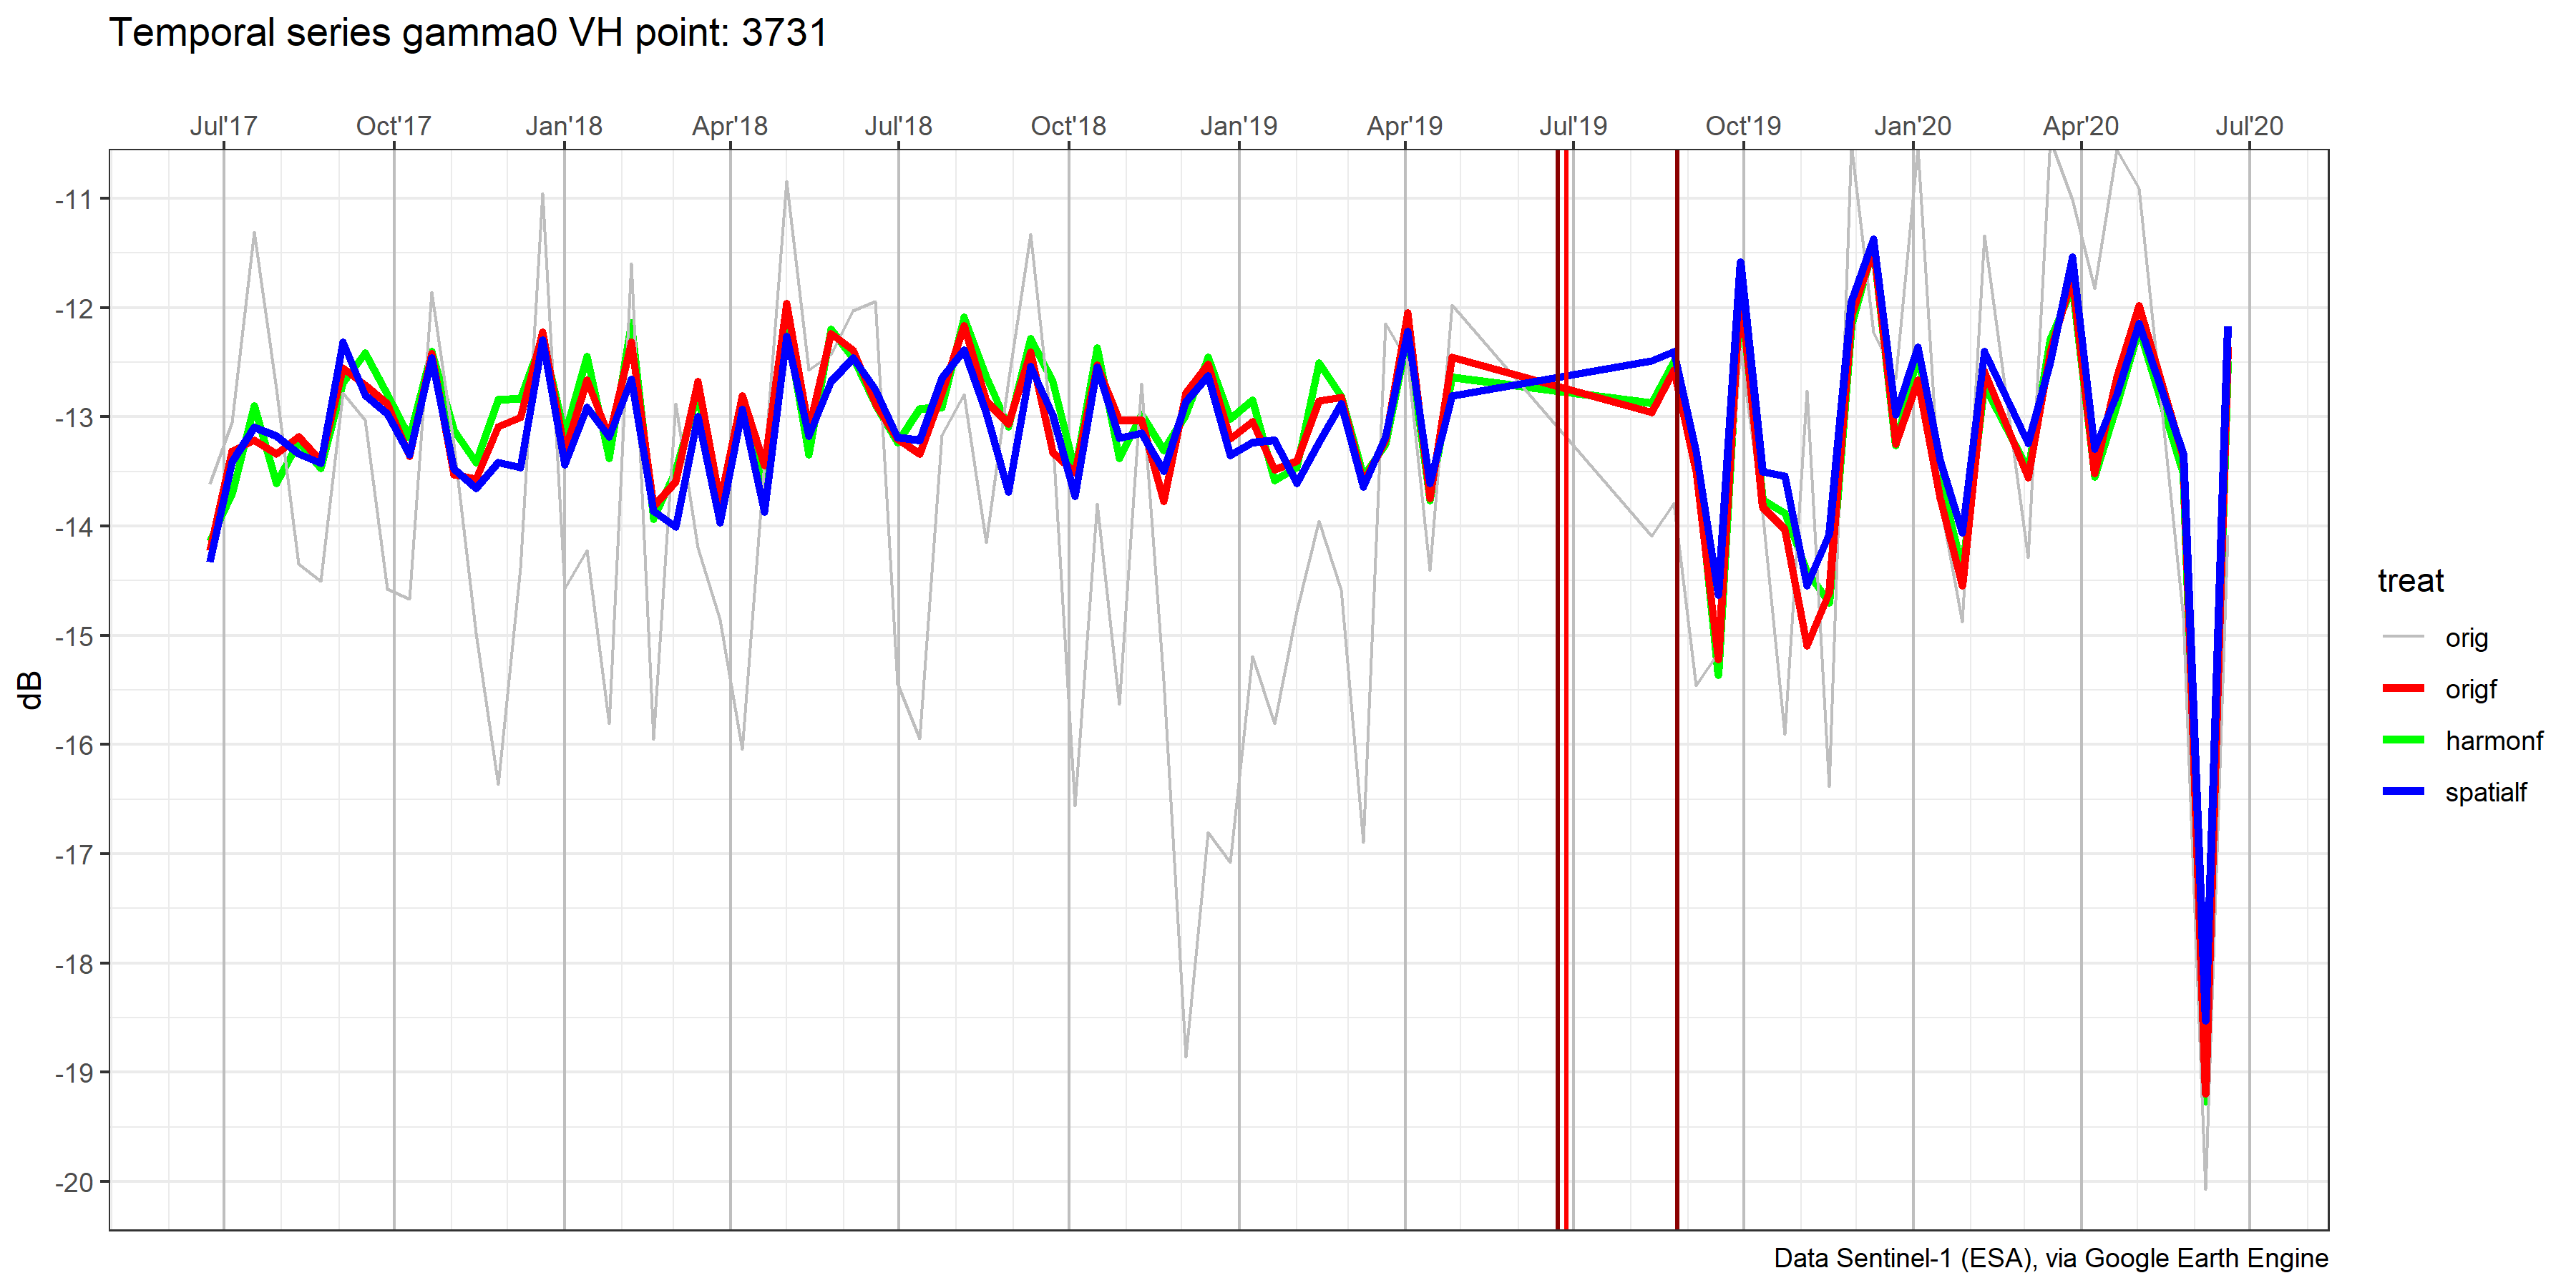 Temporal series gamma0 VH point: 3731
Jul'17 Oct'17 Jan'18 Apr'18 Jul'18 Oct'18 Jan'19 Apr'19 Jul'19 Oct'19 Jan'20 Apr'20 Jul'20
-11
-12
-13
-14
-15
-16
-17
-18
-19
-20
dB
treat
orig
origf
harmonf
spatialf
Data Sentinel-1 (ESA), via Google Earth Engine